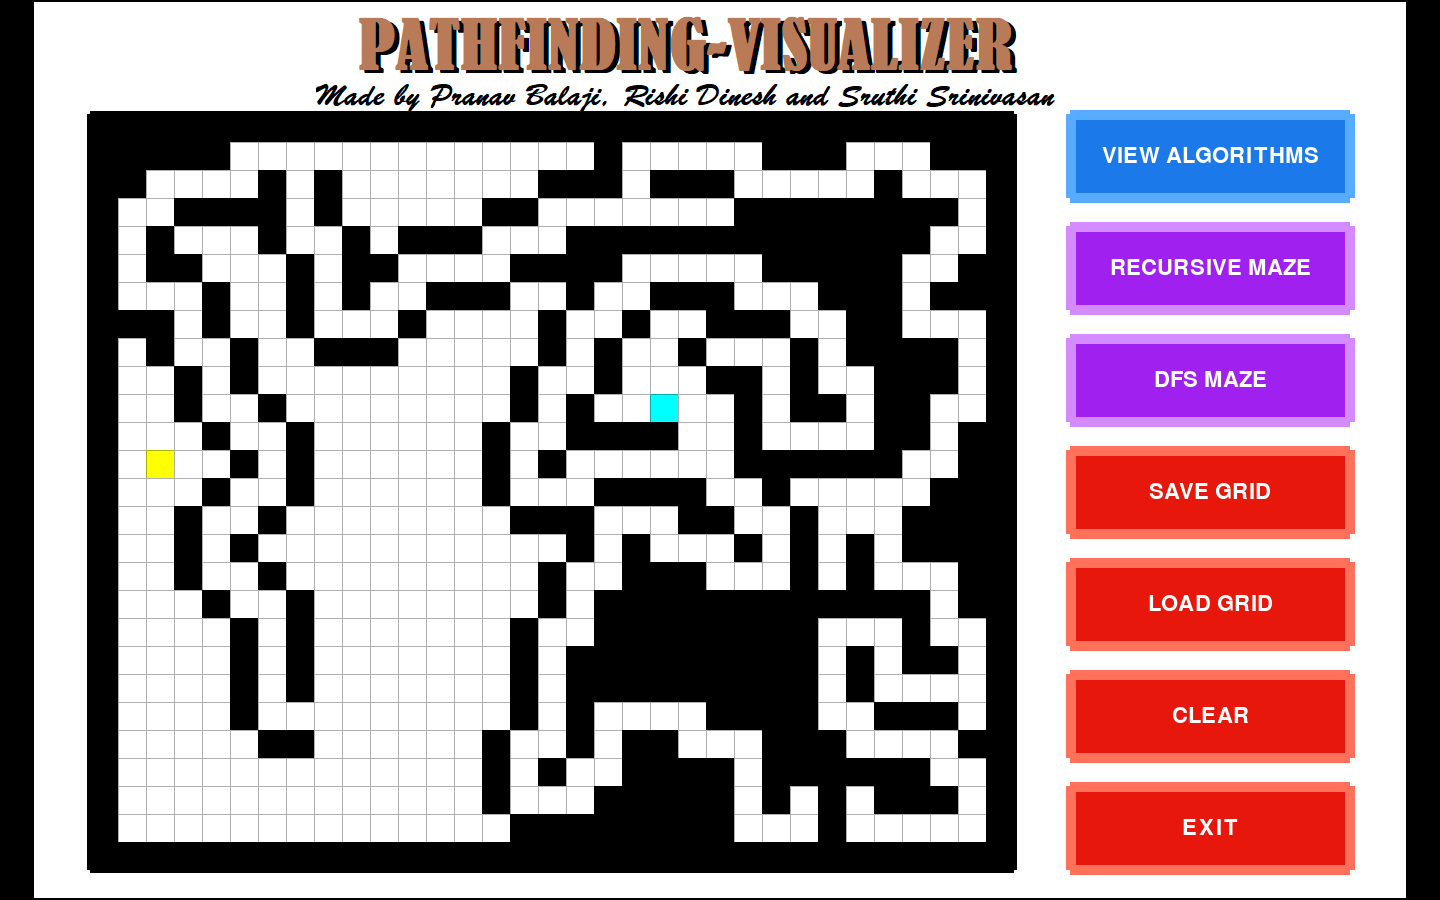 PATHFINDING-VISUALIZER
Made by Pranav Balaji, Rishi Dinesh and Sruthi Srinivasan
VIEW ALGORITHMS
RECURSIVE MAZE
DFS MAZE
SAVE GRID
LOAD GRID
CLEAR
EXIT